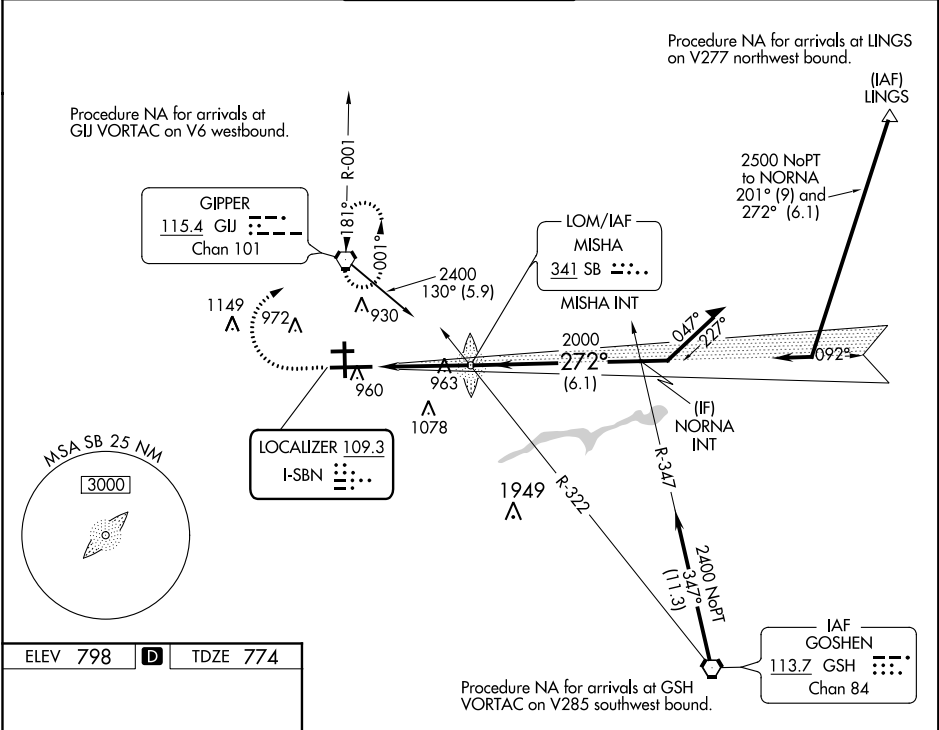 Procedure NA for arrivals at LINGS
on V277 northwest bound.
(IAF)
LINGS
Procedure NA for arrivals at
GIJ VORTAC on V6 westbound.
R-001
181°
001°
2500 NoPT
to NORNA
201° (9) and
272° (6.1)
GIPPER
115.4 GIJ
Chan 101
LOM/IAF
MISHA
341 SB
MISHA INT
2400
130° (5.9)
930
1149
972
047°
227°
2000
272°
(6.1)
092°
960
963
1078
(IF)
NORNA
INT
LOCALIZER 109.3
I-SBN
MSA SB 25 NM
3000
R-347
R-322
1949
2400 NoPT
347°
(11.3)
IAF
GOSHEN
113.7 GSH
Chan 84
ELEV 798 D TDZE 774
Procedure NA for arrivals at GSH
VORTAC on V285 southwest bound.